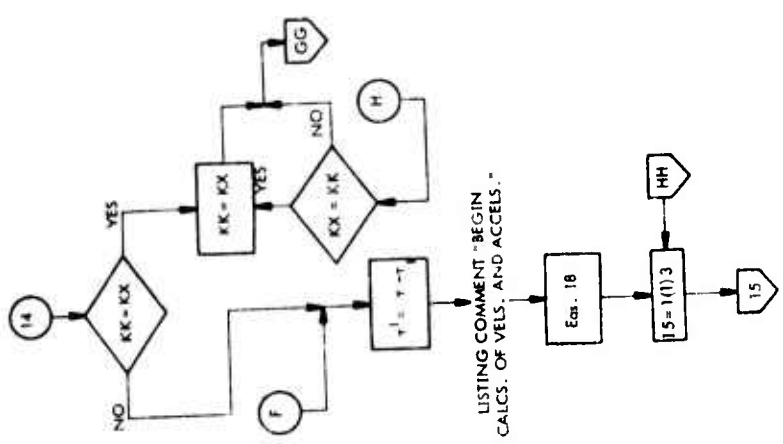 14
KK = KX
YES
NO
KK = KX
GG
YES
NO
KX = KK
H
F
LISTING COMMENT "BEGIN
CALCS. OF VELS. AND ACCELS."
Eqs. 18
HH
15 = 1(1)3
15